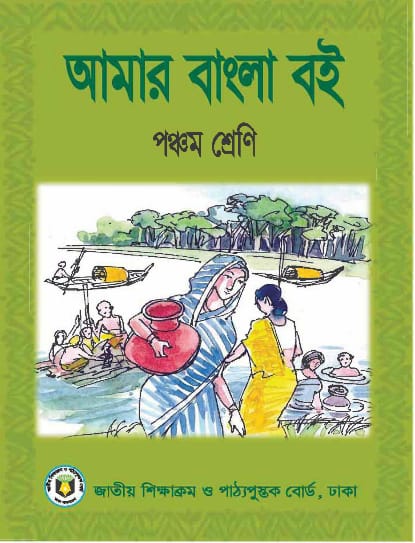 আমার বাংলা বই
পঞ্চম শ্রেণি
জাতীয় শিক্ষাক্রম ও পাঠ্যপুস্তক বোর্ড, ঢাকা